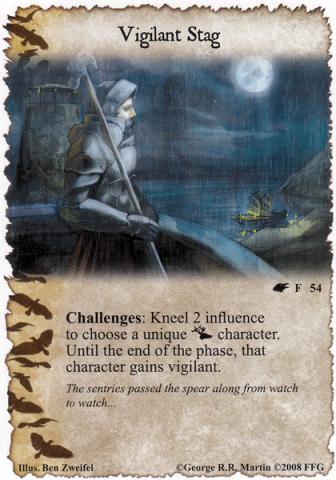 Vigilant Stag
F 54
Challenges: Kneel 2 influence
to choose a unique character.
Until the end of the phase, that
character gains vigilant.
The sentries passed the spear along from watch
to watch...
Illus. Ben Zweifel ©George R.R. Martin ©2008 FFG